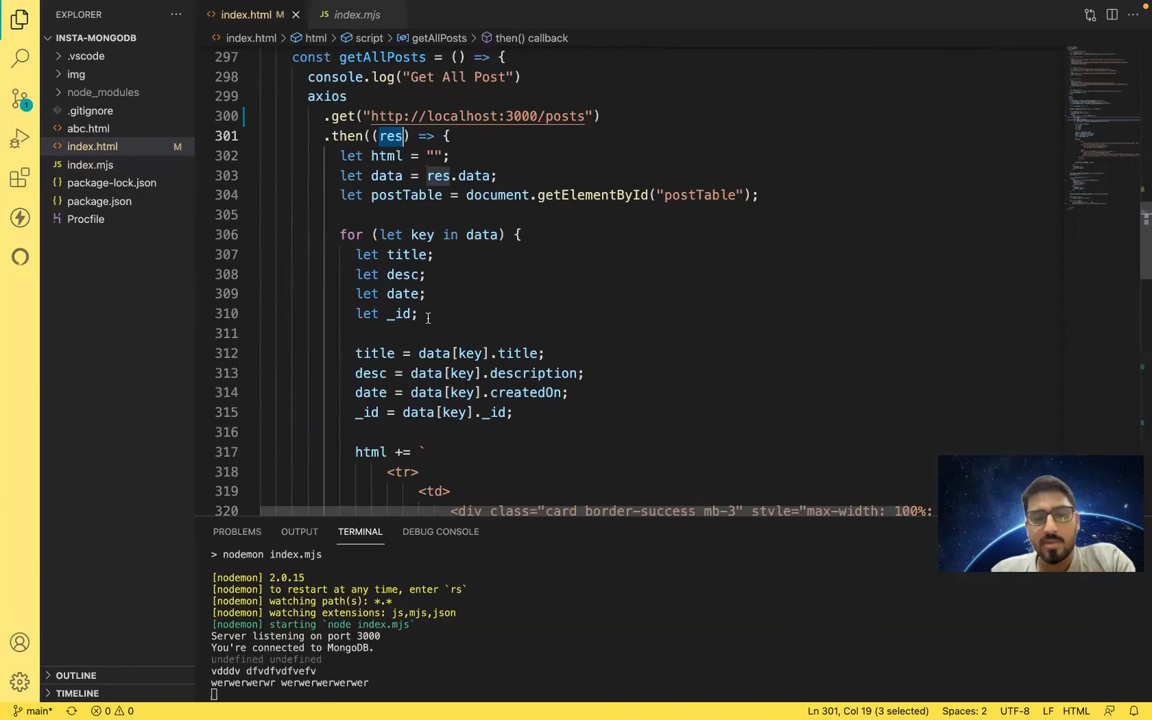 EXPLORER
···
INSTA-MONGODB
.vscode
img
node_modules
.gitignore
abc.html
index.html M
index.mjs
package-lock.json
package.json
Procfile
OUTLINE
TIMELINE
index.html M
JS index.mjs
index.html > html > script > getAllPosts > then() callback
297 const getAllPosts = () => {
298 console.log("Get All Post")
299 axios
300 .get("http://localhost:3000/posts")
301 .then((res) => {
302 let html = "";
303 let data = res.data;
304 let postTable = document.getElementById("postTable");
305
306 for (let key in data) {
307 let title;
308 let desc;
309 let date;
310 let _id;
311
312 title = data[key].title;
313 desc = data[key].description;
314 date = data[key].createdOn;
315 _id = data[key]._id;
316
317 html += `
318 <tr>
319 <td>
320 <div class="card border-success mb-3" style="max-width: 100%;
PROBLEMS OUTPUT TERMINAL DEBUG CONSOLE
> nodemon index.mjs
[nodemon] 2.0.15
[nodemon] to restart at any time, enter `rs`
[nodemon] watching path(s): *.*
[nodemon] watching extensions: js,mjs,json
[nodemon] starting `node index.mjs`
Server listening on port 3000
You're connected to MongoDB.
undefined undefined
vdddv dfvdfvdfvefv
werwerwerwr werwerwerwerwer
main* 0 0 Ln 301, Col 19 (3 selected) Spaces: 2 UTF-8 LF HTML